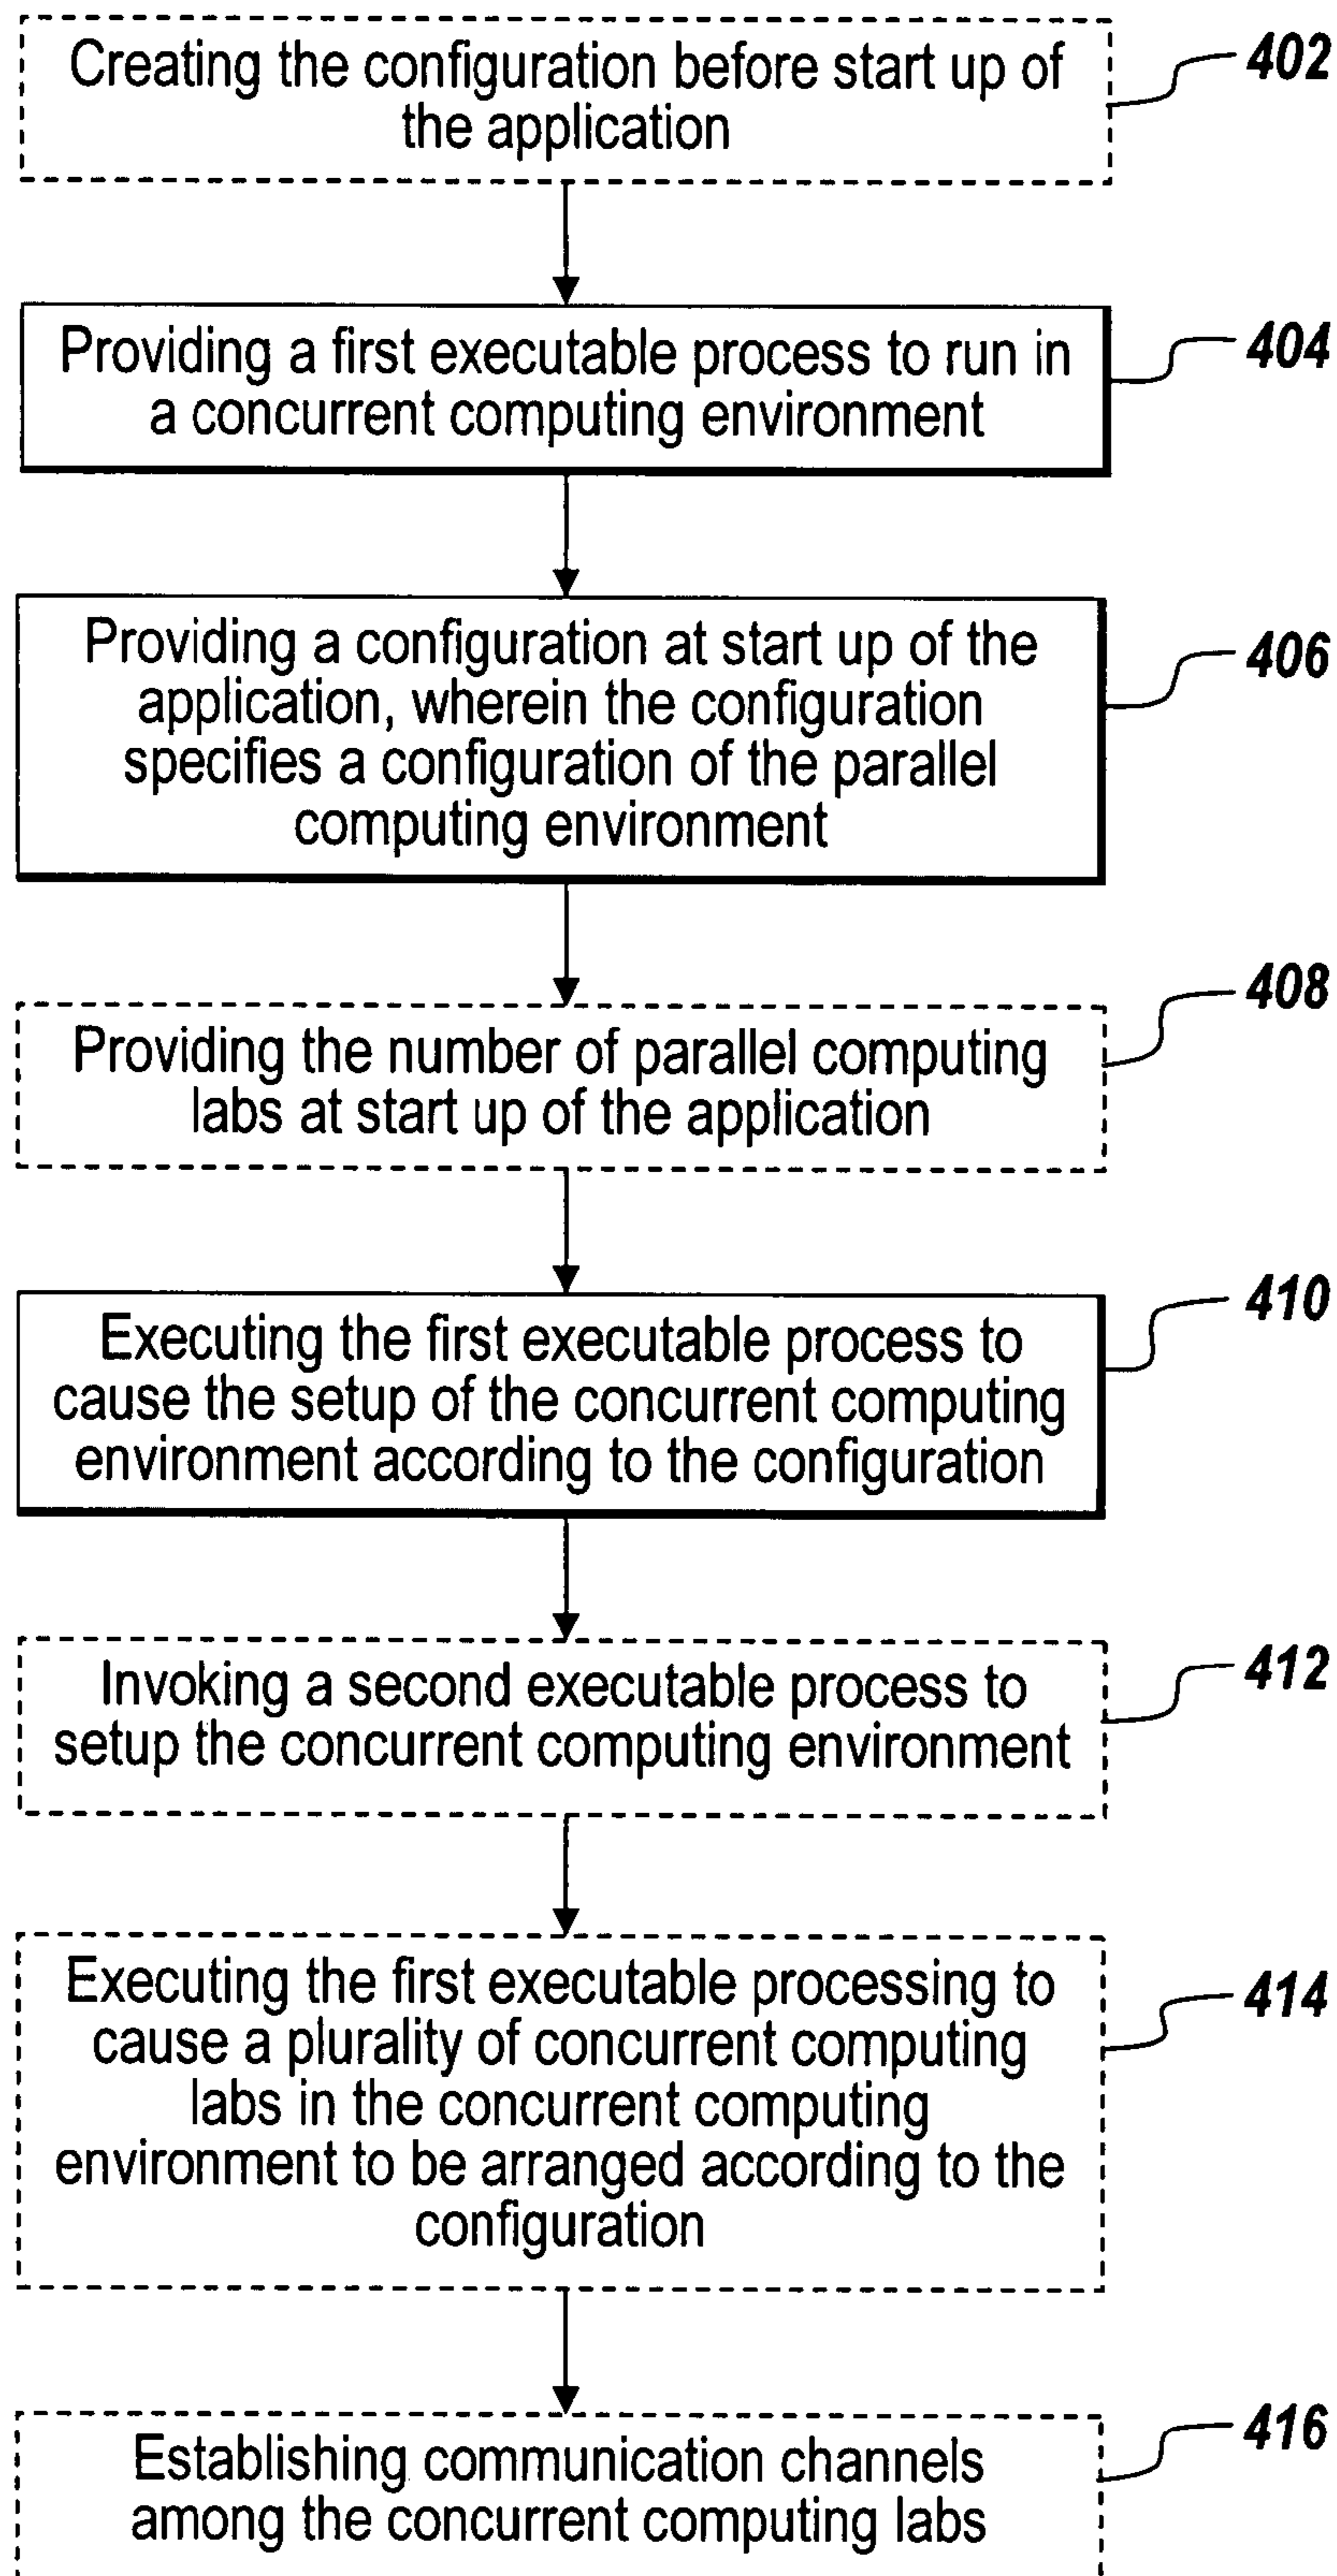 Creating the configuration before start up of
the application
402
Providing a first executable process to run in
a concurrent computing environment
404
Providing a configuration at start up of the
application, wherein the configuration
specifies a configuration of the parallel
computing environment
406
Providing the number of parallel computing
labs at start up of the application
408
Executing the first executable process to
cause the setup of the concurrent computing
environment according to the configuration
410
Invoking a second executable process to
setup the concurrent computing environment
412
Executing the first executable processing to
cause a plurality of concurrent computing
labs in the concurrent computing
environment to be arranged according to the
configuration
414
Establishing communication channels
among the concurrent computing labs
416